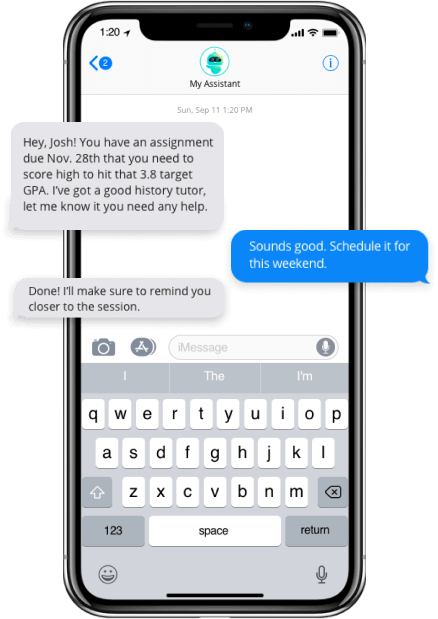 1:20
2
My Assistant
Sun, Sep 11 1:20 PM
Hey, Josh! You have an assignment
due Nov. 28th that you need to
score high to hit that 3.8 target
GPA. I've got a good history tutor,
let me know it you need any help.
Sounds good. Schedule it for
this weekend.
Done! I'll make sure to remind you
closer to the session.
iMessage
I The I'm
q w e r t y u i o p
a s d f g h j k l
z x c v b n m
123 space return